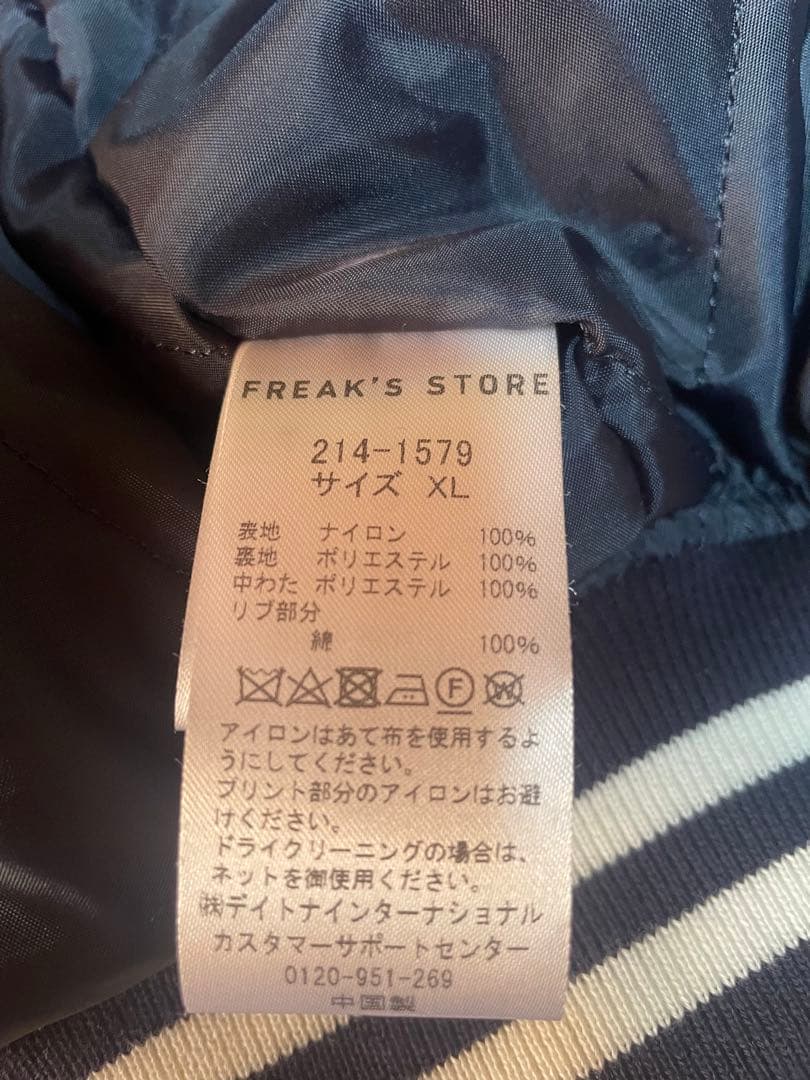 FREAK'S STORE
214-1579
サイズ XL
表地 ナイロン 100%
裏地 ポリエステル 100%
中わた ポリエステル 100%
リブ部分
綿 100%
F W
アイロンはあて布を使用するよ
うにしてください。
プリント部分のアイロンはお避
けください。
ドライクリーニングの場合は、
ネットを御使用ください。
㈱デイトナインターナショナル
カスタマーサポートセンター
0120-951-269
中国製